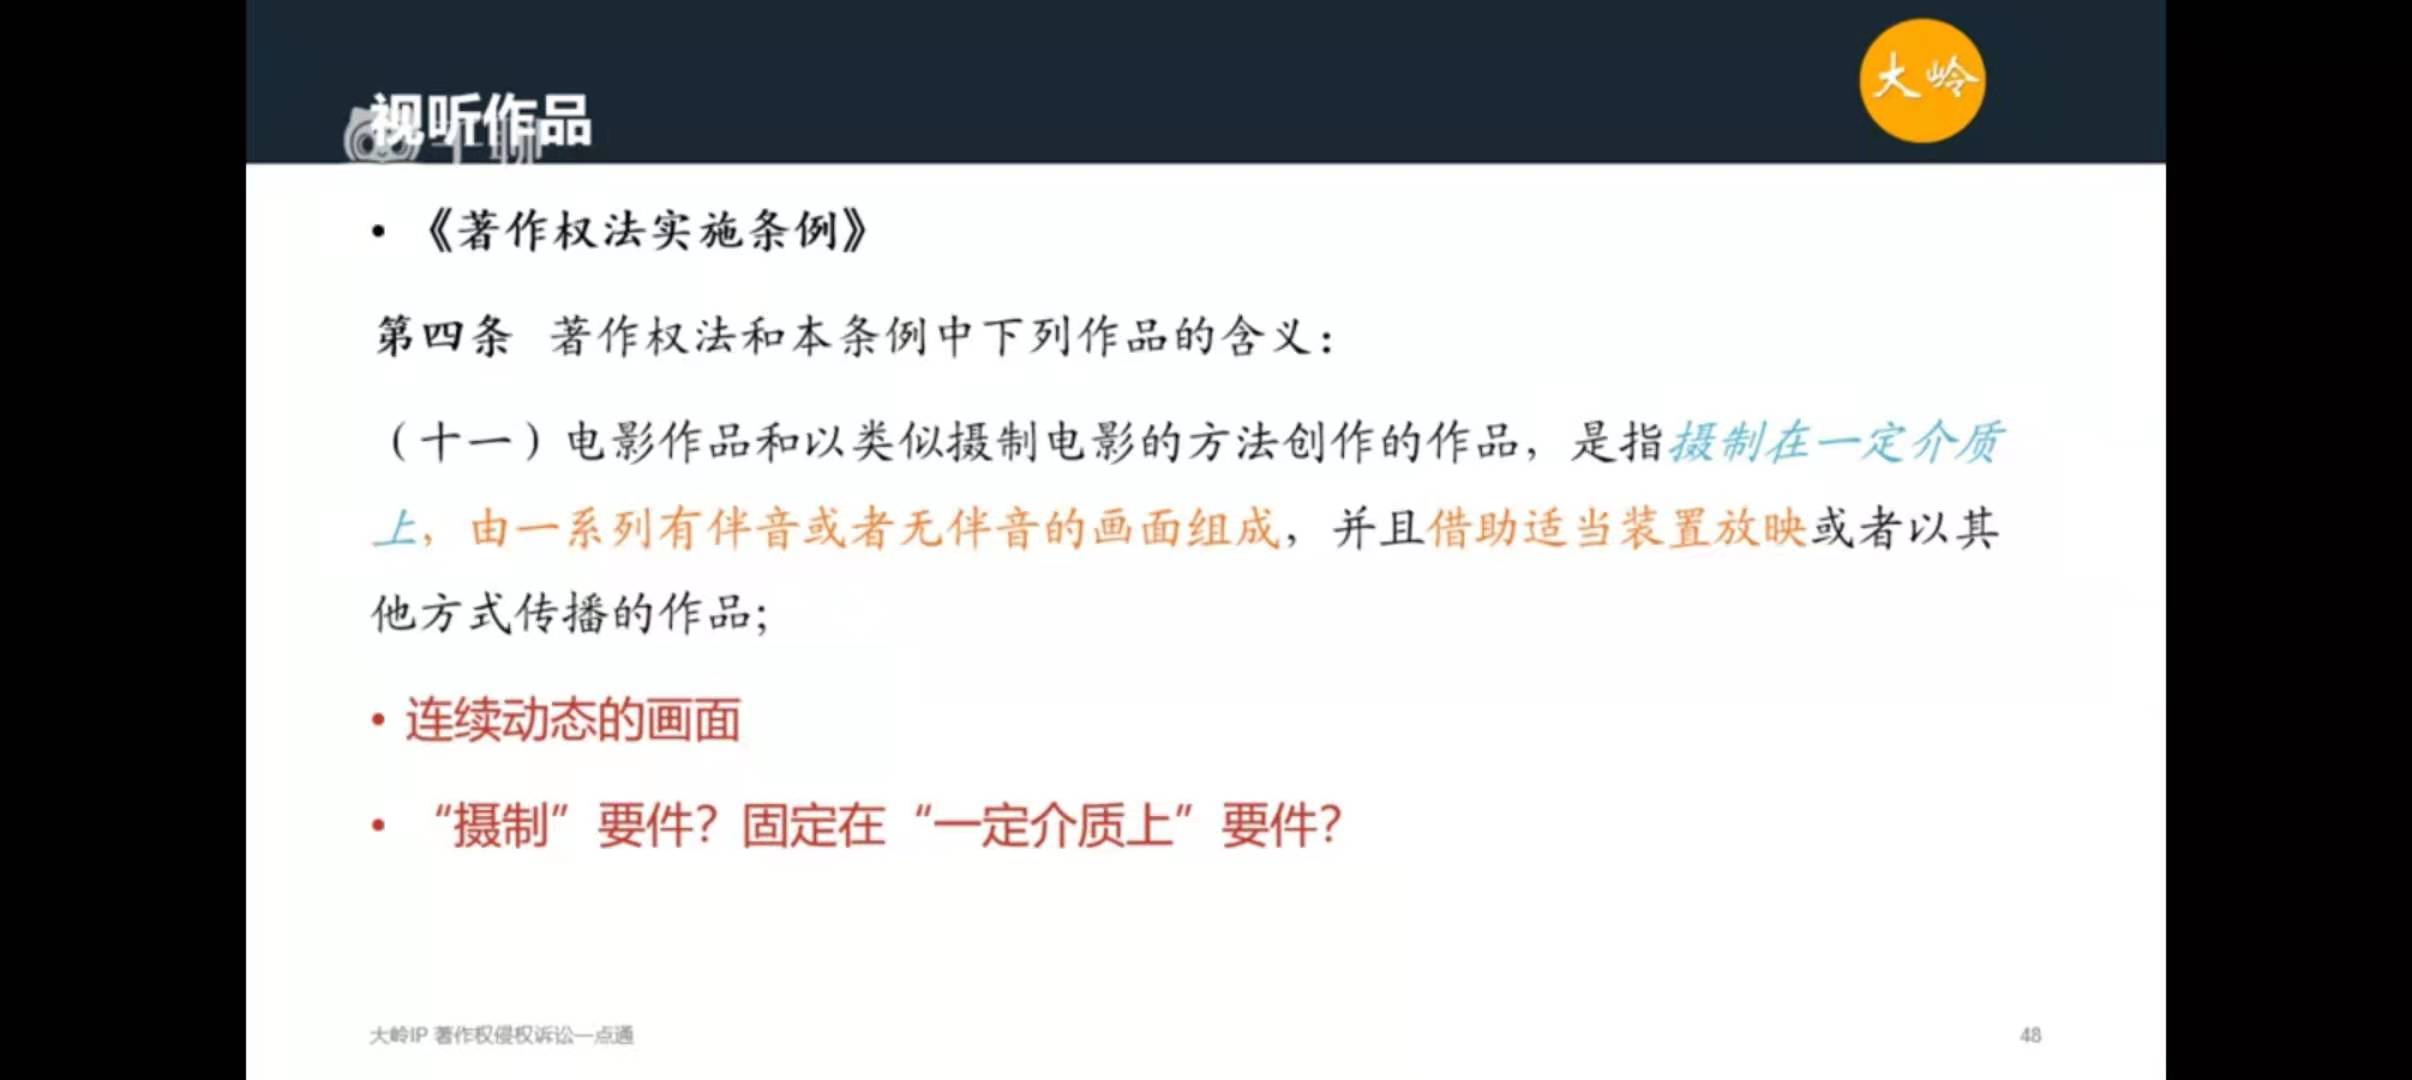 大岭
视听作品
千聊
• 《著作权法实施条例》
第四条 著作权法和本条例中下列作品的含义：
（十一）电影作品和以类似摄制电影的方法创作的作品，是指摄制在一定介质
上，由一系列有伴音或者无伴音的画面组成，并且借助适当装置放映或者以其
他方式传播的作品;
• 连续动态的画面
• “摄制”要件？固定在“一定介质上”要件？
大岭IP 著作权侵权诉讼一点通
48